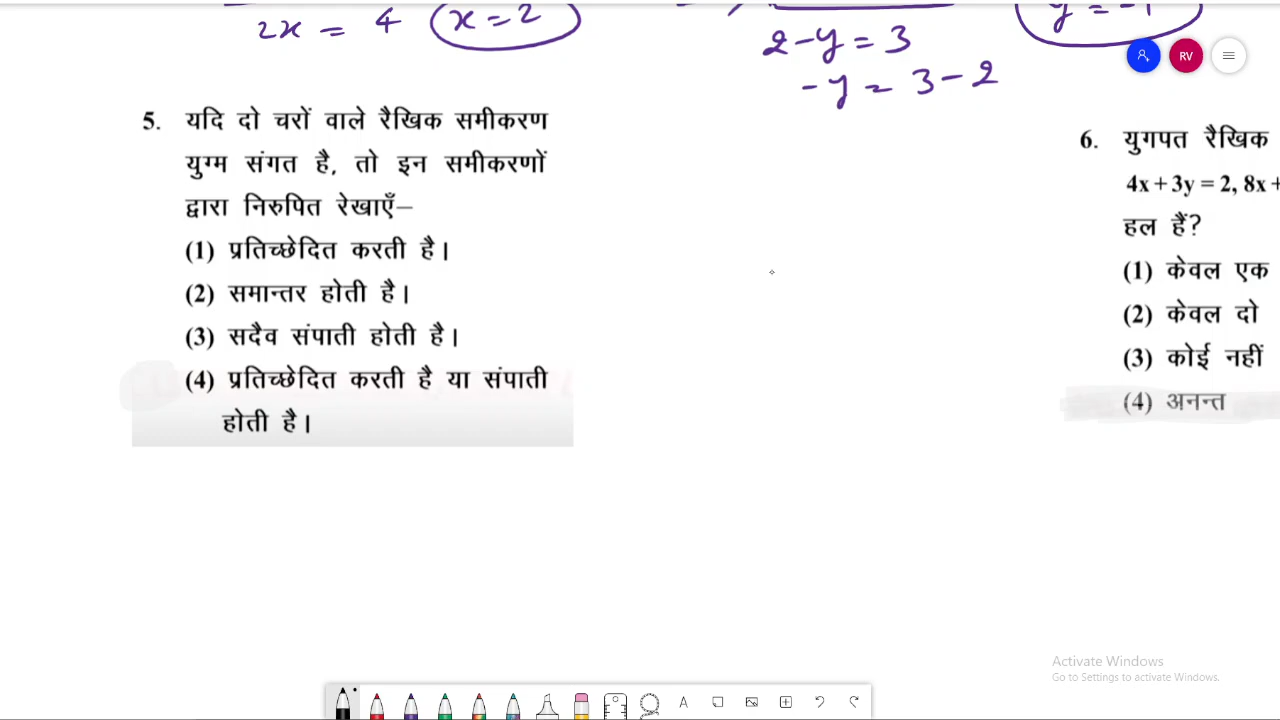 2x = 4 x = 2
2 - y = 3
- y = 3 - 2
RV
5. यदि दो चरों वाले रैखिक समीकरण
युग्म संगत है, तो इन समीकरणों
द्वारा निरुपित रेखाएँ–
(1) प्रतिच्छेदित करती है।
(2) समान्तर होती है।
(3) सदैव संपाती होती है।
(4) प्रतिच्छेदित करती है या संपाती
होती है।
6. युगपत रैखिक
4x + 3y = 2, 8x +
हल हैं?
(1) केवल एक
(2) केवल दो
(3) कोई नहीं
(4) अनन्त
Activate Windows
Go to Settings to activate Windows.
A